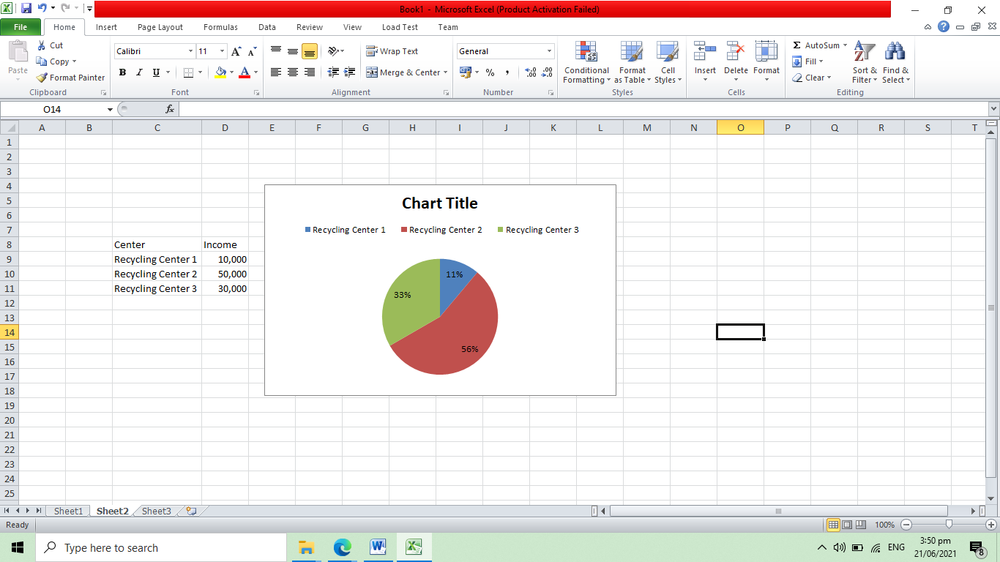 Book1 - Microsoft Excel (Product Activation Failed)
File Home Insert Page Layout Formulas Data Review View Load Test Team
Paste
Cut
Copy
Format Painter
Clipboard
Calibri 11
B I U
Font
Wrap Text
Merge & Center
Alignment
General
% ,
Number
Conditional Formatting
Format as Table
Cell Styles
Styles
Insert Delete Format
Cells
Σ AutoSum
Fill
Clear
Sort & Filter
Find & Select
Editing
O14 fx
A B C D E F G H I J K L M N O P Q R S T
1
2
3
4
5
6
7
8 Center Income
9 Recycling Center 1 10,000
10 Recycling Center 2 50,000
11 Recycling Center 3 30,000
12
13
14
15
16
17
18
19
20
21
22
23
24
25
Chart Title
Recycling Center 1 Recycling Center 2 Recycling Center 3
11%
33%
56%
Sheet1 Sheet2 Sheet3
Ready 100%
Type here to search
ENG
3:50 pm
21/06/2021
8